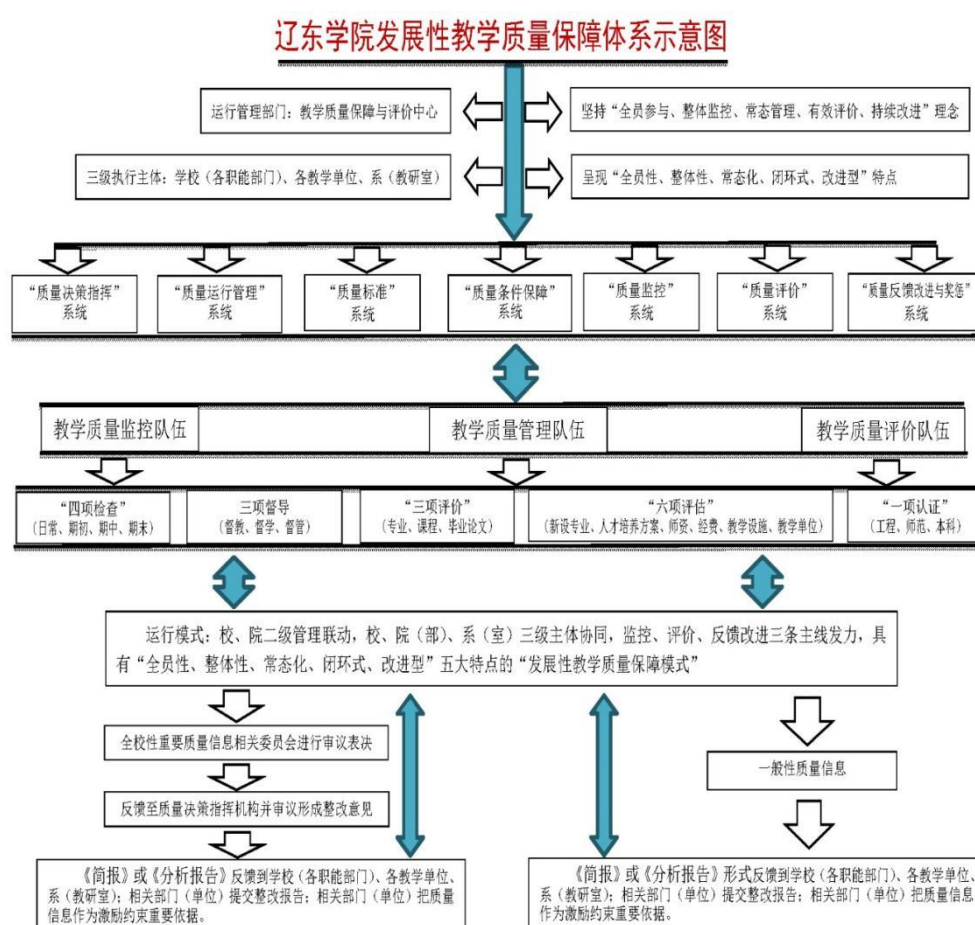 辽东学院发展性教学质量保障体系示意图
运行管理部门：教学质量保障与评价中心
坚持“全员参与、整体监控、常态管理、有效评价、持续改进”理念
三级执行主体：学校（各职能部门）、各教学单位、系（教研室）
呈现“全员性、整体性、常态化、闭环式、改进型”特点
“质量决策指挥”
系统
“质量运行管理”
系统
“质量标准”
系统
“质量条件保障”
系统
“质量监控”
系统
“质量评价”
系统
“质量反馈改进与奖惩”
系统
教学质量监控队伍
教学质量管理队伍
教学质量评价队伍
“四项检查”
（日常、期初、期中、期末）
三项督导
（督教、督学、督管）
“三项评价”
（专业、课程、毕业论文）
“六项评估”
（新设专业、人才培养方案、师资、经费、教学设施、教学单位）
“一项认证”
（工程、师范、本科）
运行模式：校、院二级管理联动，校、院（部）、系（室）三级主体协同，监控、评价、反馈改进三条主线发力，具
有“全员性、整体性、常态化、闭环式、改进型”五大特点的“发展性教学质量保障模式”
全校性重要质量信息相关委员会进行审议表决
一般性质量信息
反馈至质量决策指挥机构并审议形成整改意见
《简报》或《分析报告》反馈到学校（各职能部门）、各教学单位、
系（教研室）；相关部门（单位）提交整改报告；相关部门（单位）把质量
信息作为激励约束重要依据。
《简报》或《分析报告》形式反馈到学校（各职能部门）、各教学单位、
系（教研室）；相关部门（单位）提交整改报告；相关部门（单位）把质量信息
作为激励约束重要依据。